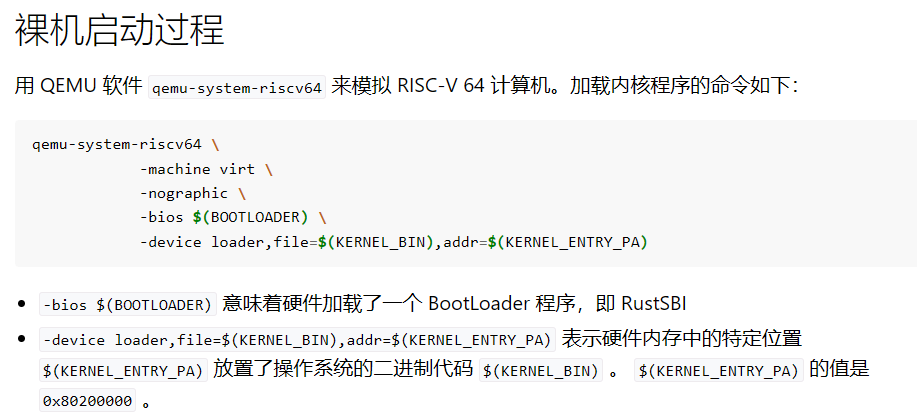 裸机启动过程
用 QEMU 软件 qemu-system-riscv64 来模拟 RISC-V 64 计算机。加载内核程序的命令如下：
qemu-system-riscv64 \
-machine virt \
-nographic \
-bios $(BOOTLOADER) \
-device loader,file=$(KERNEL_BIN),addr=$(KERNEL_ENTRY_PA)
• -bios $(BOOTLOADER) 意味着硬件加载了一个 BootLoader 程序，即 RustSBI
• -device loader,file=$(KERNEL_BIN),addr=$(KERNEL_ENTRY_PA) 表示硬件内存中的特定位置
$(KERNEL_ENTRY_PA) 放置了操作系统的二进制代码 $(KERNEL_BIN) 。 $(KERNEL_ENTRY_PA) 的值是
0x80200000 。